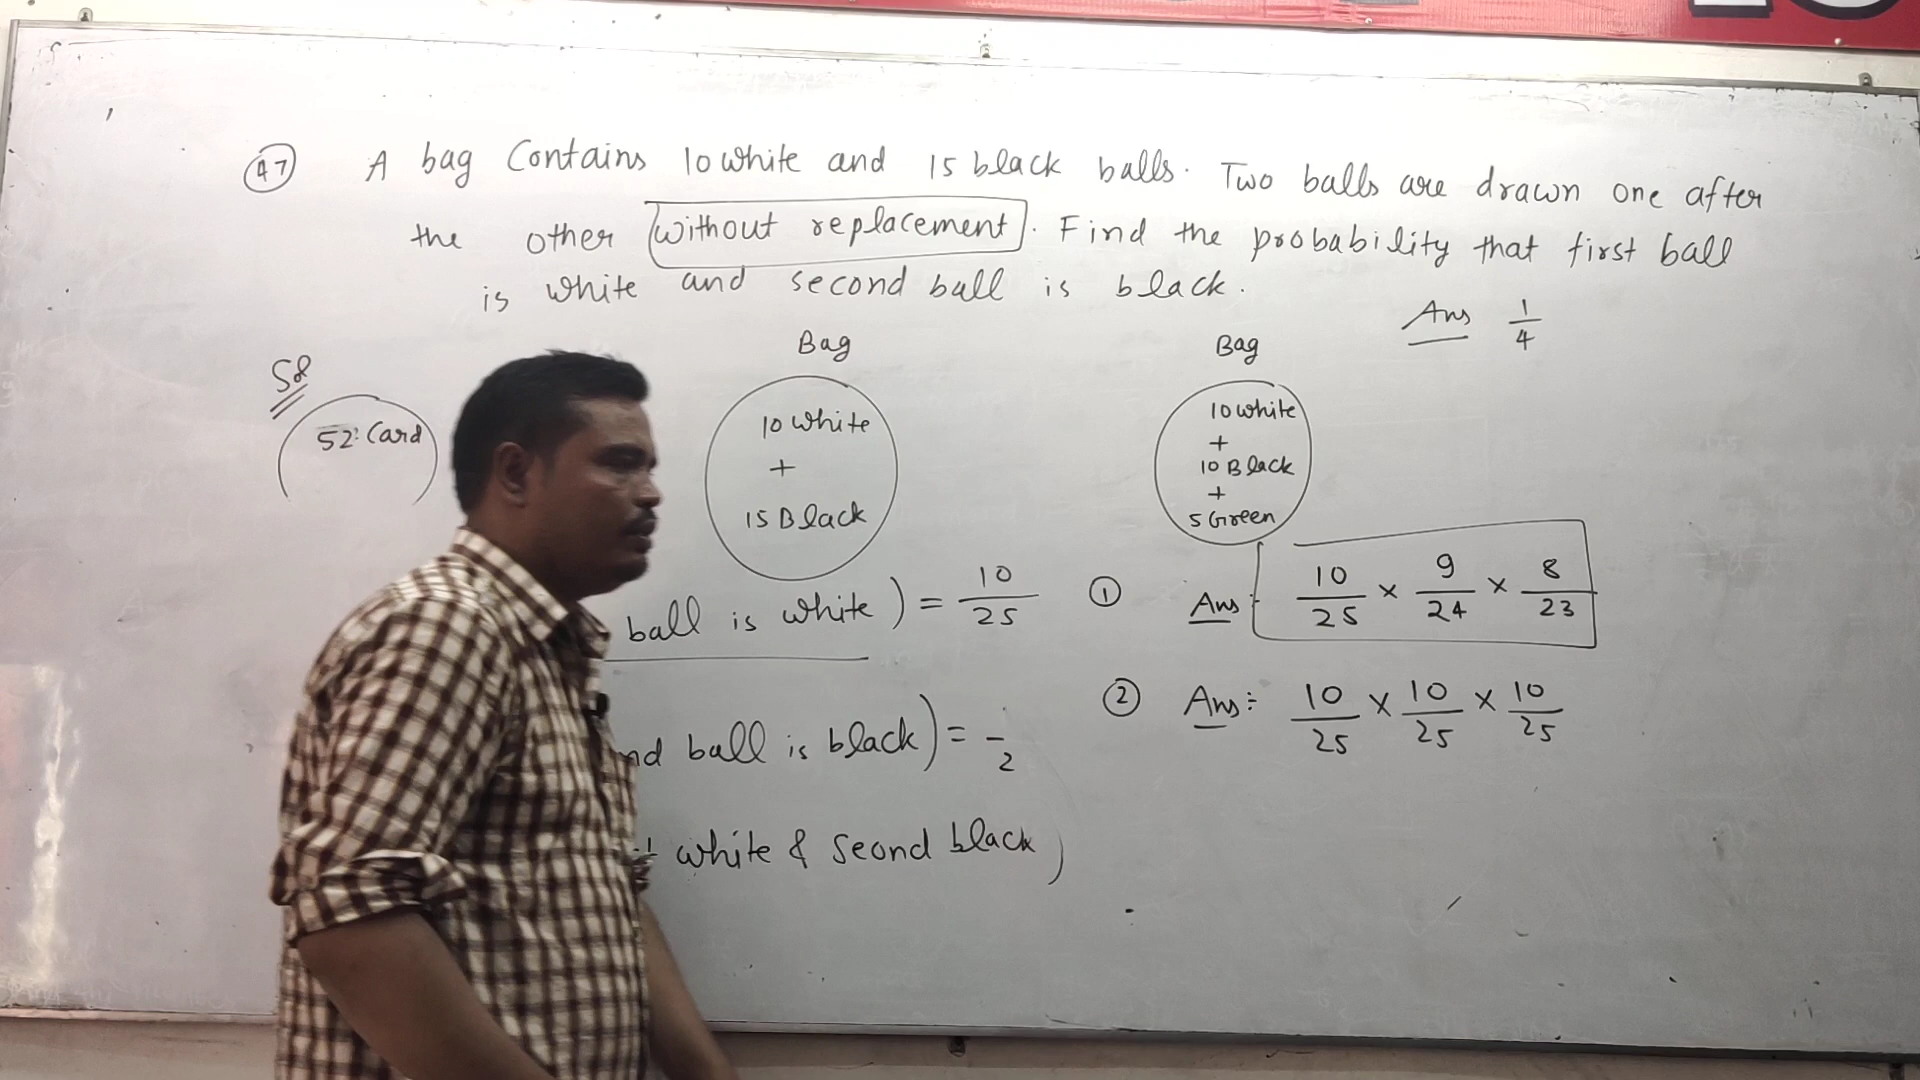 47 A bag Contains 10 white and 15 black balls. Two balls are drawn one after
the other without replacement. Find the probability that first ball
is white and second ball is black.
Ans 1/4
Sol
52 Card
Bag
10 white
+
15 Black
Bag
10 white
+
10 Black
+
5 Green
ball is white) = 10/25
nd ball is black) = – 2
white & Seond black)
① Ans: 10/25 × 9/24 × 8/23
② Ans: 10/25 × 10/25 × 10/25